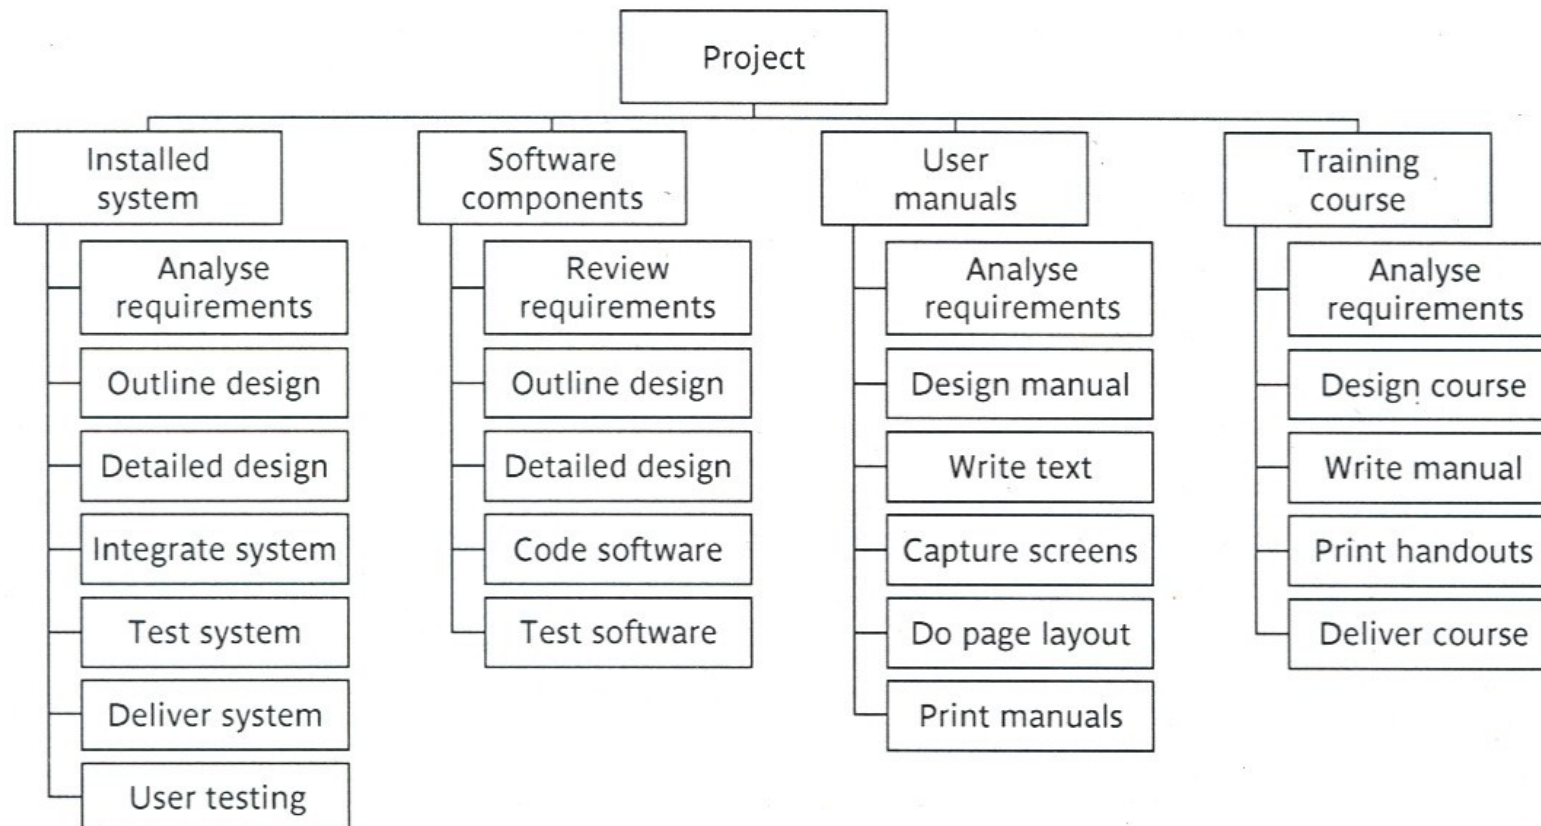 Project
Installed
system
Analyse
requirements
Outline design
Detailed design
Integrate system
Test system
Deliver system
User testing
Software
components
Review
requirements
Outline design
Detailed design
Code software
Test software
User
manuals
Analyse
requirements
Design manual
Write text
Capture screens
Do page layout
Print manuals
Training
course
Analyse
requirements
Design course
Write manual
Print handouts
Deliver course